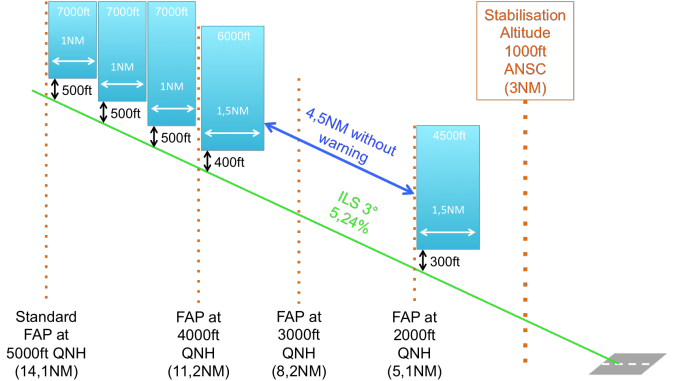 7000ft
7000ft
7000ft
6000ft
4500ft
1NM
1NM
1NM
1,5NM
1,5NM
500ft
500ft
500ft
400ft
300ft
4,5NM without
warning
ILS 3°
5,24%
Stabilisation
Altitude
1000ft
ANSC
(3NM)
Standard
FAP at
5000ft QNH
(14,1NM)
FAP at
4000ft
QNH
(11,2NM)
FAP at
3000ft
QNH
(8,2NM)
FAP at
2000ft
QNH
(5,1NM)